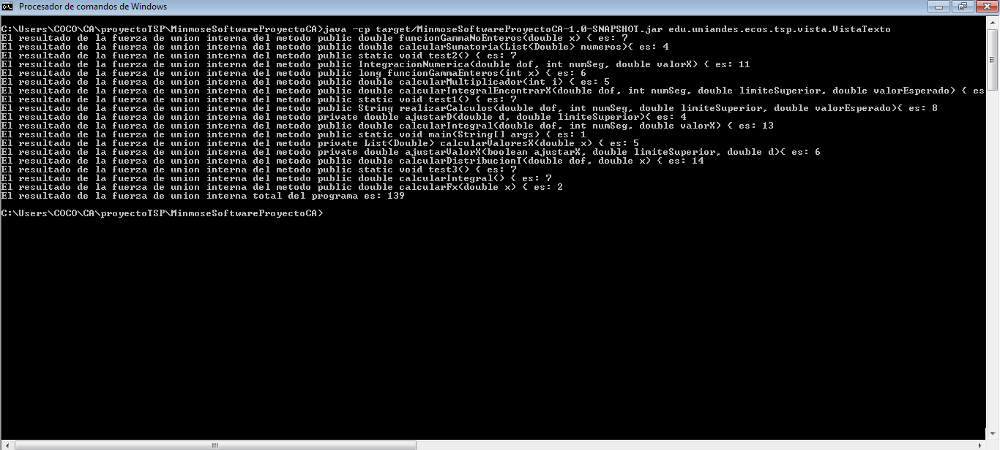 Procesador de comandos de Windows
C:\Users\COCO\CA\proyectoTSP\MinmoseSoftwareProyectoCA>java -cp target/MinmoseSoftwareProyectoCA-1.0-SNAPSHOT.jar edu.uniandes.ecos.tsp.vista.VistaTexto
El resultado de la fuerza de union interna del metodo public double funcionGammaNoEnteros(double x) { es: 7
El resultado de la fuerza de union interna del metodo public double calcularSumatoria(List<Double> numeros){ es: 4
El resultado de la fuerza de union interna del metodo public static void test2() { es: 7
El resultado de la fuerza de union interna del metodo public IntegracionNumerica(double dof, int numSeg, double valorX) { es: 11
El resultado de la fuerza de union interna del metodo public long funcionGammaEnteros(int x) { es: 6
El resultado de la fuerza de union interna del metodo public double calcularMultiplicador(int i) { es: 5
El resultado de la fuerza de union interna del metodo public double calcularIntegralEncontrarX(double dof, int numSeg, double limiteSuperior, double valorEsperado) { es
El resultado de la fuerza de union interna del metodo public static void test1() { es: 7
El resultado de la fuerza de union interna del metodo public String realizarCalculos(double dof, int numSeg, double limiteSuperior, double valorEsperado){ es: 8
El resultado de la fuerza de union interna del metodo private double ajustarD(double d, double limiteSuperior){ es: 4
El resultado de la fuerza de union interna del metodo public double calcularIntegral(double dof, int numSeg, double valorX) { es: 13
El resultado de la fuerza de union interna del metodo public static void main(String[] args) { es: 1
El resultado de la fuerza de union interna del metodo private List<Double> calcularValoresX(double x) { es: 5
El resultado de la fuerza de union interna del metodo private double ajustarValorX(boolean ajustarX, double limiteSuperior, double d){ es: 6
El resultado de la fuerza de union interna del metodo public double calcularDistribucionT(double dof, double x) { es: 14
El resultado de la fuerza de union interna del metodo public static void test3() { es: 7
El resultado de la fuerza de union interna del metodo public double calcularIntegral() { es: 7
El resultado de la fuerza de union interna del metodo public double calcularFx(double x) { es: 2
El resultado de la fuerza de union interna total del programa es: 139
C:\Users\COCO\CA\proyectoTSP\MinmoseSoftwareProyectoCA>